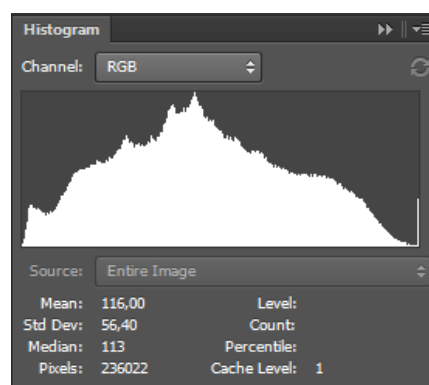 Histogram
Channel: RGB
Source: Entire Image
Mean: 116,00 Level:
Std Dev: 56,40 Count:
Median: 113 Percentile:
Pixels: 236022 Cache Level: 1